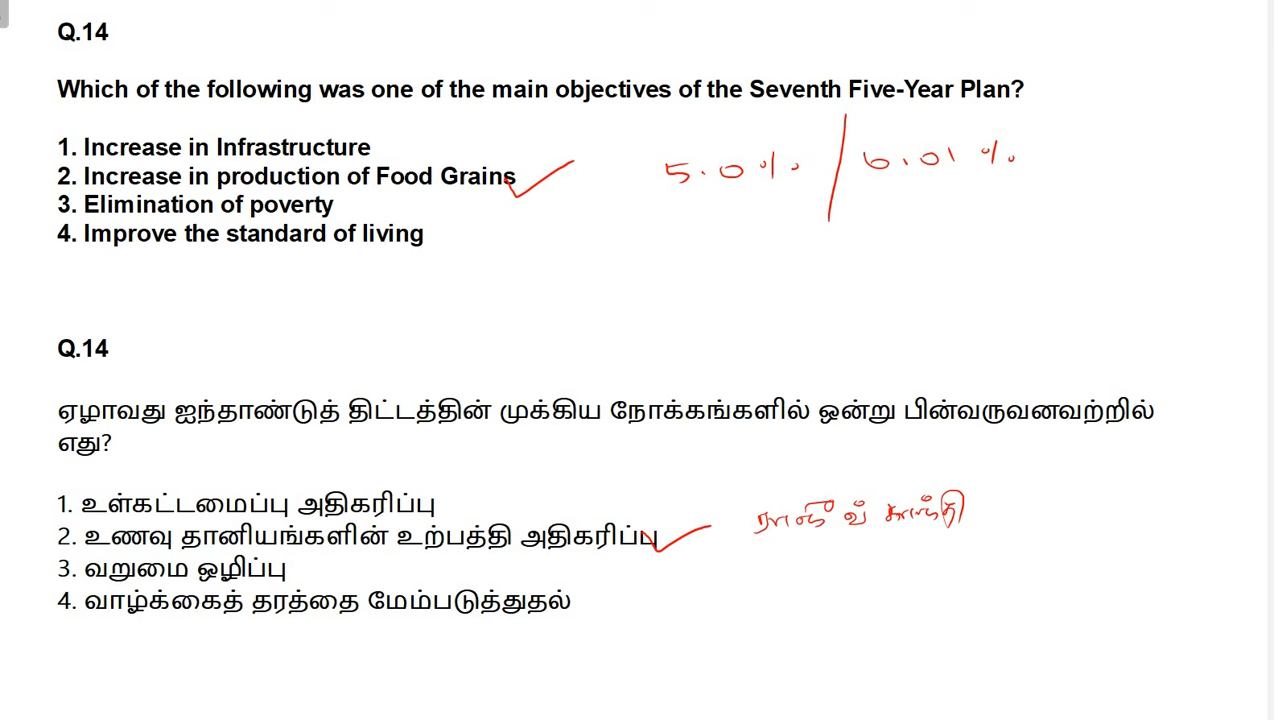 Q.14
Which of the following was one of the main objectives of the Seventh Five-Year Plan?
1. Increase in Infrastructure
2. Increase in production of Food Grains
3. Elimination of poverty
4. Improve the standard of living
5.0% / 6.01 %
Q.14
ஏழாவது ஐந்தாண்டுத் திட்டத்தின் முக்கிய நோக்கங்களில் ஒன்று பின்வருவனவற்றில்
எது?
1. உள்கட்டமைப்பு அதிகரிப்பு
2. உணவு தானியங்களின் உற்பத்தி அதிகரிப்பு
3. வறுமை ஒழிப்பு
4. வாழ்க்கைத் தரத்தை மேம்படுத்துதல்
ராஜீவ் காந்தி